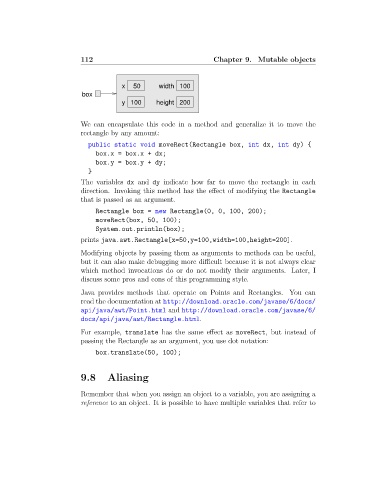 112 Chapter 9. Mutable objects
x 50 width 100
box
y 100 height 200
We can encapsulate this code in a method and generalize it to move the
rectangle by any amount:
public static void moveRect(Rectangle box, int dx, int dy) {
box.x = box.x + dx;
box.y = box.y + dy;
}
The variables dx and dy indicate how far to move the rectangle in each
direction. Invoking this method has the effect of modifying the Rectangle
that is passed as an argument.
Rectangle box = new Rectangle(0, 0, 100, 200);
moveRect(box, 50, 100);
System.out.println(box);
prints java.awt.Rectangle[x=50,y=100,width=100,height=200].
Modifying objects by passing them as arguments to methods can be useful,
but it can also make debugging more difficult because it is not always clear
which method invocations do or do not modify their arguments. Later, I
discuss some pros and cons of this programming style.
Java provides methods that operate on Points and Rectangles. You can
read the documentation at http://download.oracle.com/javase/6/docs/
api/java/awt/Point.html and http://download.oracle.com/javase/6/
docs/api/java/awt/Rectangle.html.
For example, translate has the same effect as moveRect, but instead of
passing the Rectangle as an argument, you use dot notation:
box.translate(50, 100);
9.8 Aliasing
Remember that when you assign an object to a variable, you are assigning a
reference to an object. It is possible to have multiple variables that refer to